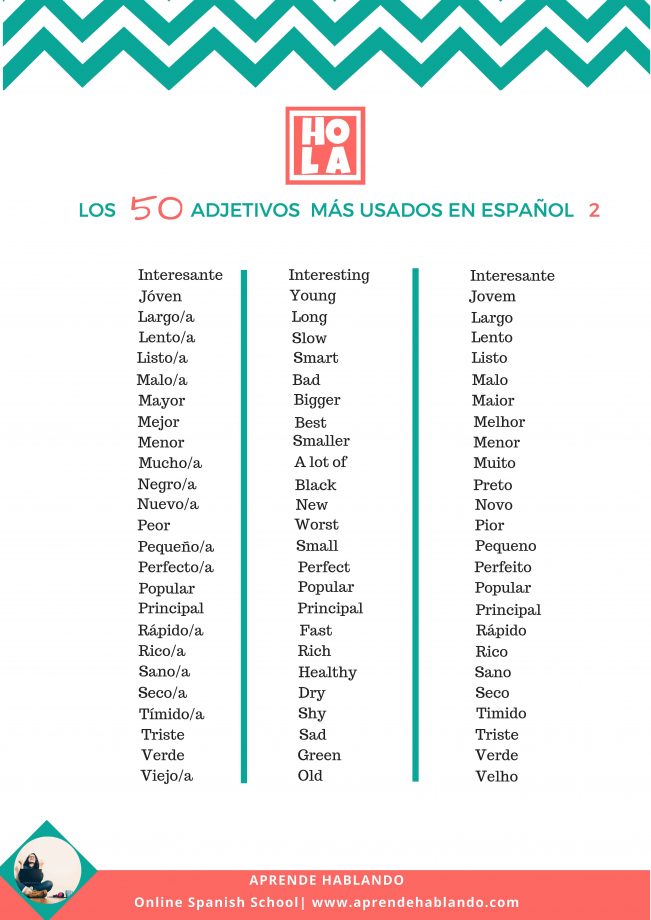 HO
LA
LOS 50 ADJETIVOS MÁS USADOS EN ESPAÑOL 2
Interesante Interesting Interesante
Jóven Young Jovem
Largo/a Long Largo
Lento/a Slow Lento
Listo/a Smart Listo
Malo/a Bad Malo
Mayor Bigger Maior
Mejor Best Melhor
Menor Smaller Menor
Mucho/a A lot of Muito
Negro/a Black Preto
Nuevo/a New Novo
Peor Worst Pior
Pequeño/a Small Pequeno
Perfecto/a Perfect Perfeito
Popular Popular Popular
Principal Principal Principal
Rápido/a Fast Rápido
Rico/a Rich Rico
Sano/a Healthy Sano
Seco/a Dry Seco
Tímido/a Shy Timido
Triste Sad Triste
Verde Green Verde
Viejo/a Old Velho
APRENDE HABLANDO
Online Spanish School| www.aprendehablando.com